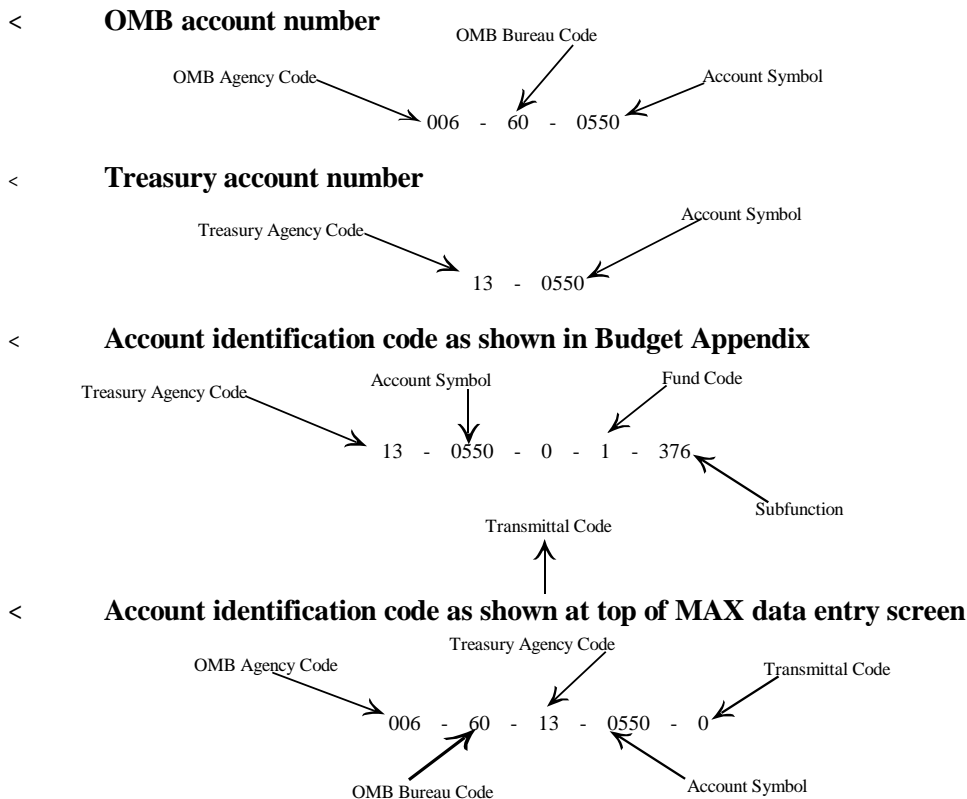 < OMB account number
OMB Bureau Code
OMB Agency Code
Account Symbol
006 - 60 - 0550
< Treasury account number
Account Symbol
Treasury Agency Code
13 - 0550
< Account identification code as shown in Budget Appendix
Treasury Agency Code
Account Symbol
Fund Code
13 - 0550 - 0 - 1 - 376
Subfunction
Transmittal Code
< Account identification code as shown at top of MAX data entry screen
Treasury Agency Code
OMB Agency Code
Transmittal Code
006 - 60 - 13 - 0550 - 0
OMB Bureau Code
Account Symbol